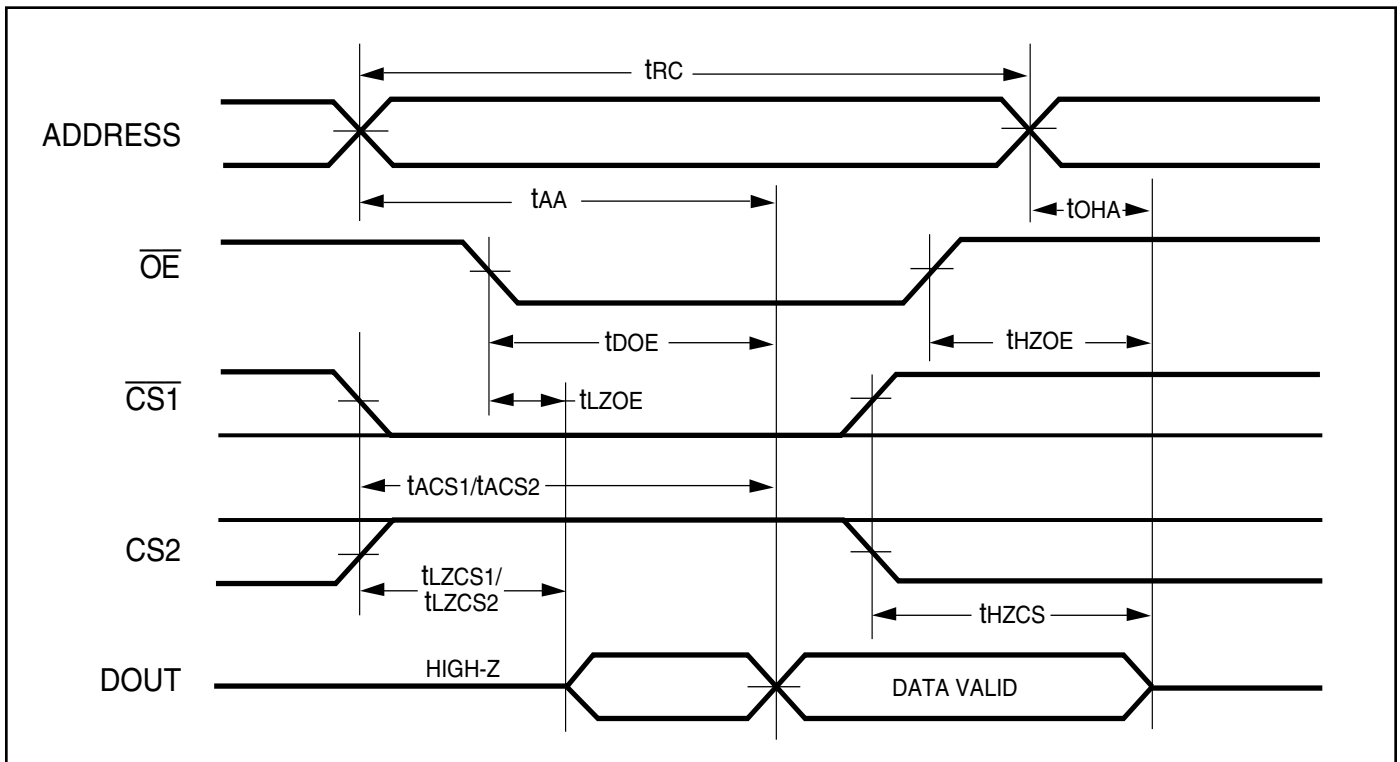 tRC
ADDRESS
tAA
tOHA
OE
tDOE
tHZOE
CS1
tLZOE
tACS1/tACS2
CS2
tLZCS1/
tLZCS2
tHZCS
DOUT
HIGH-Z
DATA VALID